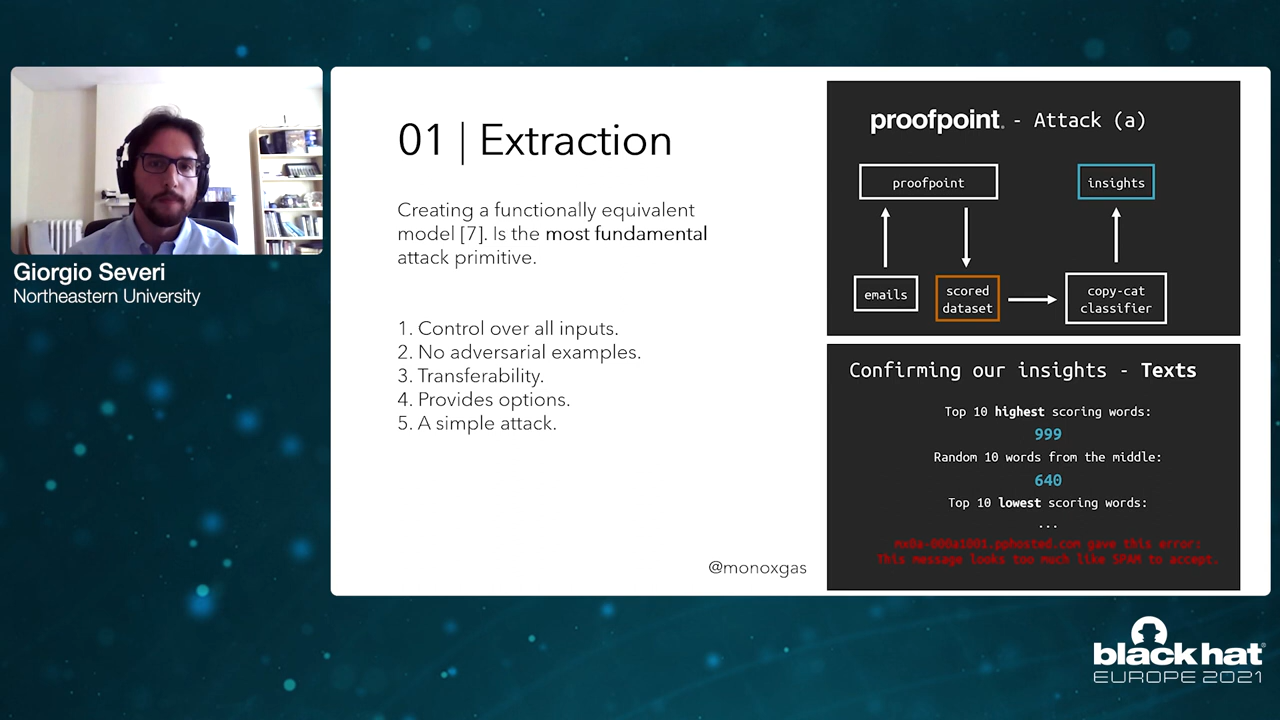 Giorgio Severi
Northeastern University
01 | Extraction
Creating a functionally equivalent
model [7]. Is the most fundamental
attack primitive.
1. Control over all inputs.
2. No adversarial examples.
3. Transferability.
4. Provides options.
5. A simple attack.
@monoxgas
proofpoint. - Attack (a)
proofpoint
insights
emails
scored
dataset
copy-cat
classifier
Confirming our insights - Texts
Top 10 highest scoring words:
999
Random 10 words from the middle:
640
Top 10 lowest scoring words:
...
mx0a-000a1001.pphosted.com gave this error:
This message looks too much like SPAM to accept.
black hat
EUROPE 2021